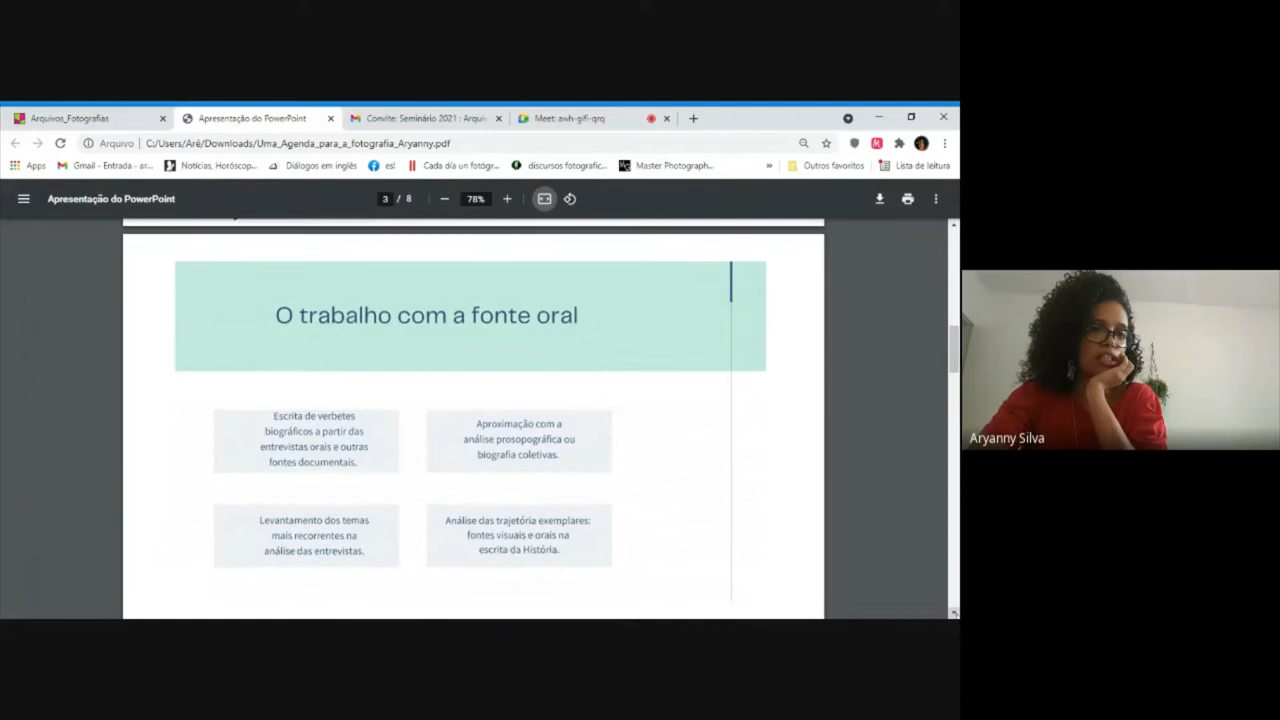 Arquivos_Fotografias
Apresentação do PowerPoint
Convite: Seminário 2021 : Arqui
Meet: awh-gifi-qrq
Arquivo
C:/Users/Arê/Downloads/Uma_Agenda_para_a_fotografia_Aryanny.pdf
Apps
Gmail - Entrada - ar...
Notícias, Horóscop...
Diálogos em inglês
es!
Cada día un fotógr...
discursos fotografic...
Master Photograph...
»
Outros favoritos
Lista de leitura
Apresentação do PowerPoint
3 / 8
78%
O trabalho com a fonte oral
Escrita de verbetes
biográficos a partir das
entrevistas orais e outras
fontes documentais.
Aproximação com a
análise prosopográfica ou
biografia coletivas.
Levantamento dos temas
mais recorrentes na
análise das entrevistas.
Análise das trajetória exemplares:
fontes visuais e orais na
escrita da História.
Aryanny Silva